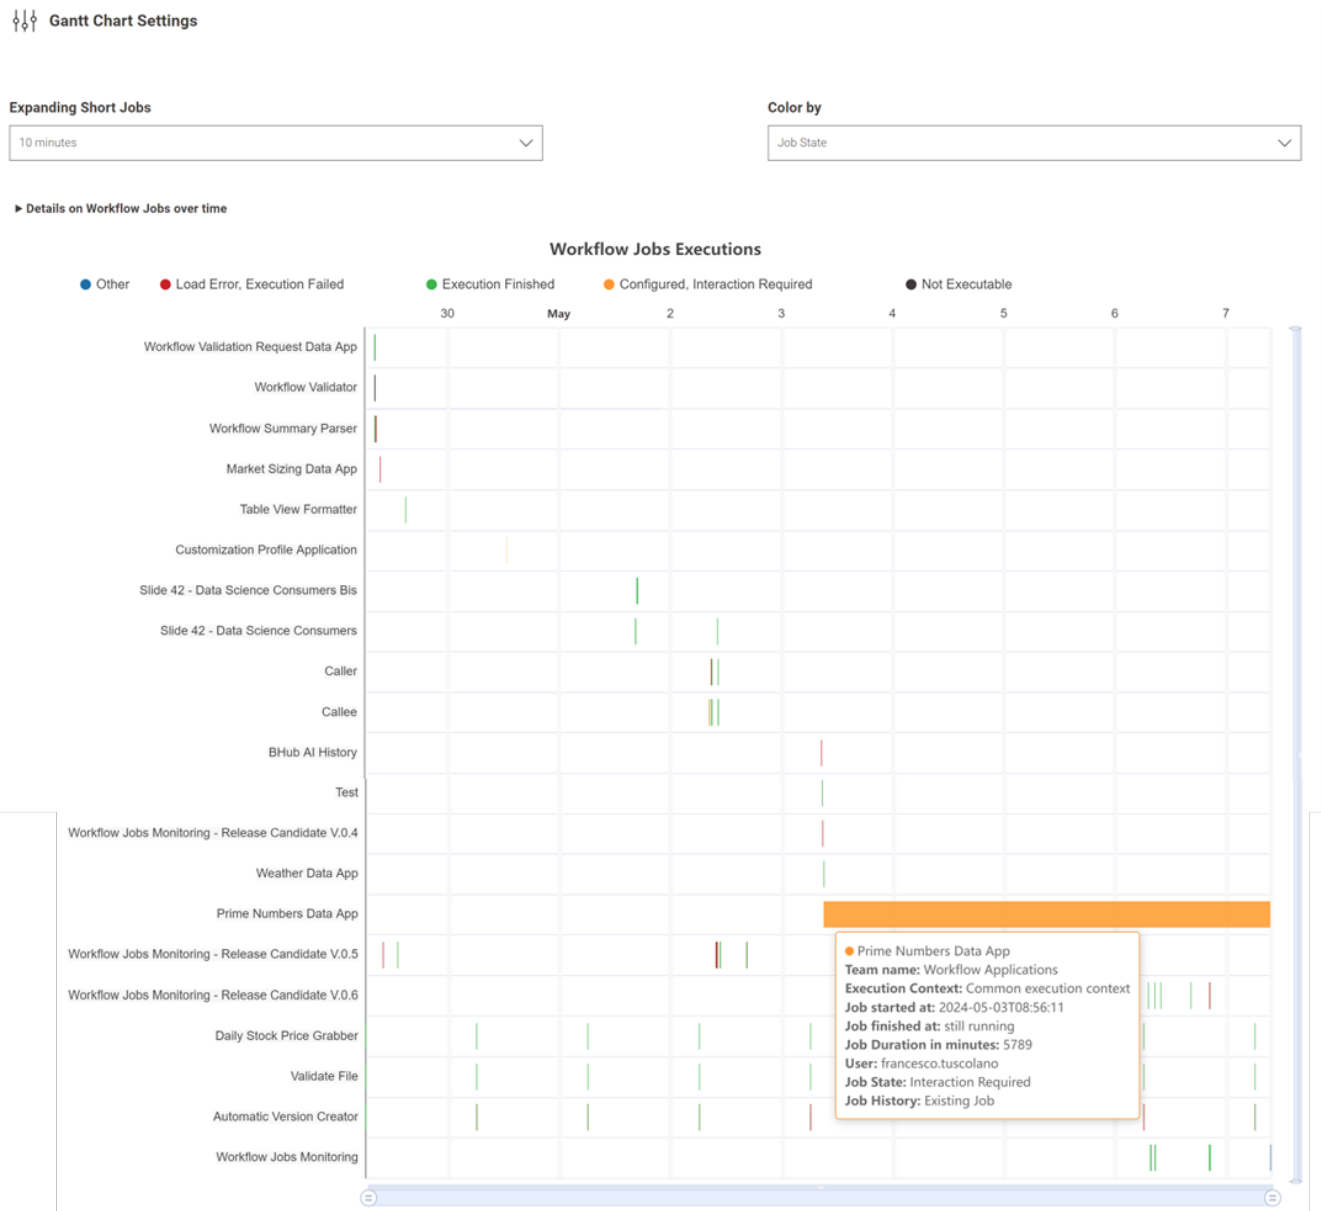 Gantt Chart Settings
Expanding Short Jobs
Color by
10 minutes
Job State
Details on Workflow Jobs over time
Workflow Jobs Executions
Other
Load Error, Execution Failed
Execution Finished
Configured, Interaction Required
Not Executable
30 May 2 3 4 5 6 7
Workflow Validation Request Data App
Workflow Validator
Workflow Summary Parser
Market Sizing Data App
Table View Formatter
Customization Profile Application
Slide 42 - Data Science Consumers Bis
Slide 42 - Data Science Consumers
Caller
Callee
BHub AI History
Test
Workflow Jobs Monitoring - Release Candidate V.0.4
Weather Data App
Prime Numbers Data App
Workflow Jobs Monitoring - Release Candidate V.0.5
Workflow Jobs Monitoring - Release Candidate V.0.6
Daily Stock Price Grabber
Validate File
Automatic Version Creator
Workflow Jobs Monitoring
Prime Numbers Data App
Team name: Workflow Applications
Execution Context: Common execution context
Job started at: 2024-05-03T08:56:11
Job finished at: still running
Job Duration in minutes: 5789
User: francesco.tuscolano
Job State: Interaction Required
Job History: Existing Job